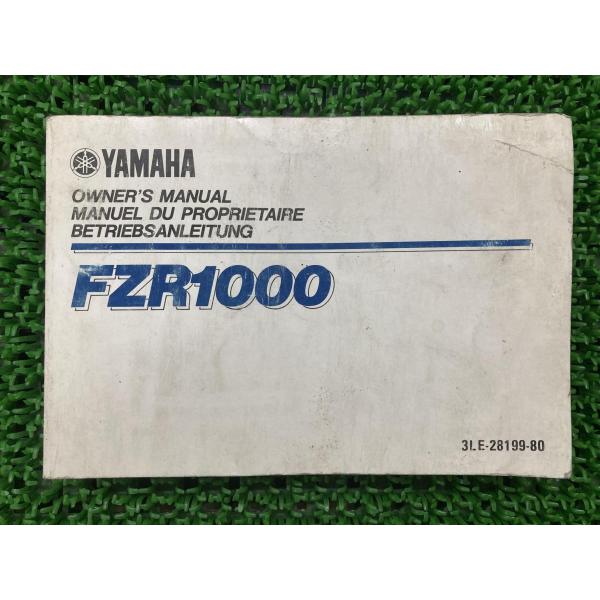 YAMAHA
OWNER'S MANUAL
MANUEL DU PROPRIETAIRE
BETRIEBSANLEITUNG
FZR1000
3LE-28199-80